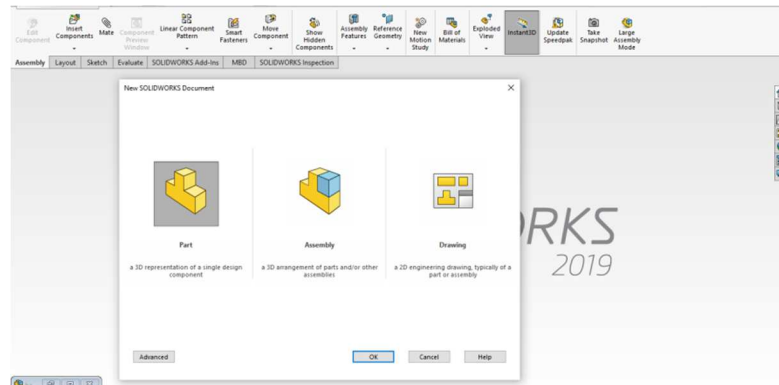 Edit Component
Insert Components
Mate
Component Preview Window
Linear Component Pattern
Smart Fasteners
Move Component
Show Hidden Components
Assembly Features
Reference Geometry
New Motion Study
Bill of Materials
Exploded View
Instant3D
Update Speedpak
Take Snapshot
Large Assembly Mode
Assembly Layout Sketch Evaluate SOLIDWORKS Add-Ins MBD SOLIDWORKS Inspection
New SOLIDWORKS Document
Part
a 3D representation of a single design
component
Assembly
a 3D arrangement of parts and/or other
assemblies
Drawing
a 2D engineering drawing, typically of a
part or assembly
Advanced OK Cancel Help
ORKS
2019